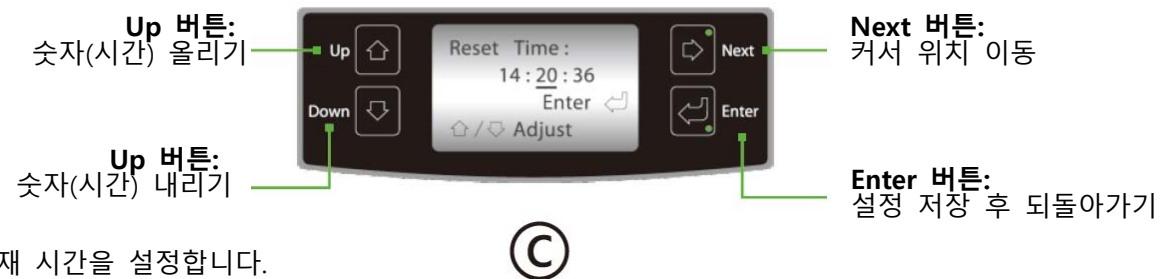 Up 버튼:
숫자(시간) 올리기
Up 버튼:
숫자(시간) 내리기
Up
Down
Reset Time :
14 : 20 : 36
Enter
/ Adjust
Next
Enter
Next 버튼:
커서 위치 이동
Enter 버튼:
설정 저장 후 되돌아가기
C
재 시간을 설정합니다.